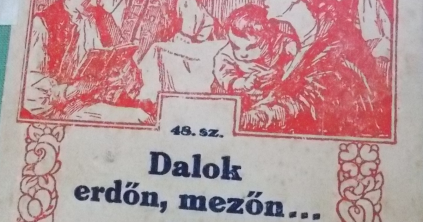 48. sz.
Dalok
erdőn, mezőn...